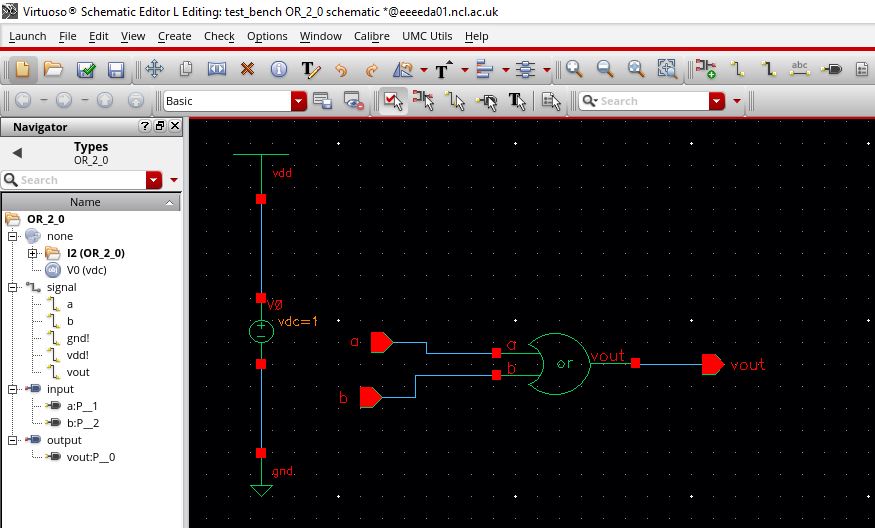 Virtuoso® Schematic Editor L Editing: test_bench OR_2_0 schematic *@eeeeda01.ncl.ac.uk
Launch File Edit View Create Check Options Window Calibre UMC Utils Help
abc
Basic
Search
Navigator
Types
OR_2_0
Search
Name
OR_2_0
none
I2 (OR_2_0)
V0 (vdc)
signal
a
b
gnd!
vdd!
vout
input
a:P__1
b:P__2
output
vout:P__0
vdd
V0
vdc=1
gnd
a
b
a
b
or
vout
vout